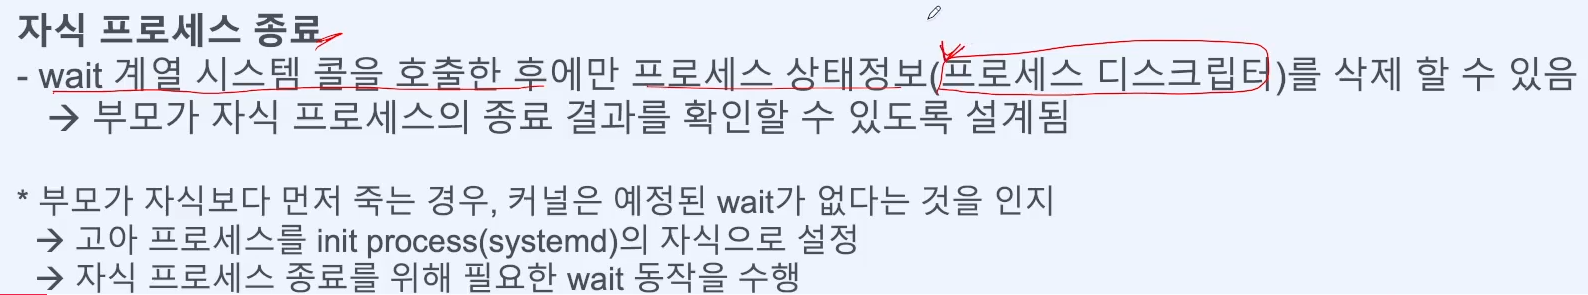 자식 프로세스 종료
- wait 계열 시스템 콜을 호출한 후에만 프로세스 상태정보(프로세스 디스크립터)를 삭제 할 수 있음
→ 부모가 자식 프로세스의 종료 결과를 확인할 수 있도록 설계됨
* 부모가 자식보다 먼저 죽는 경우, 커널은 예정된 wait가 없다는 것을 인지
→ 고아 프로세스를 init process(systemd)의 자식으로 설정
→ 자식 프로세스 종료를 위해 필요한 wait 동작을 수행